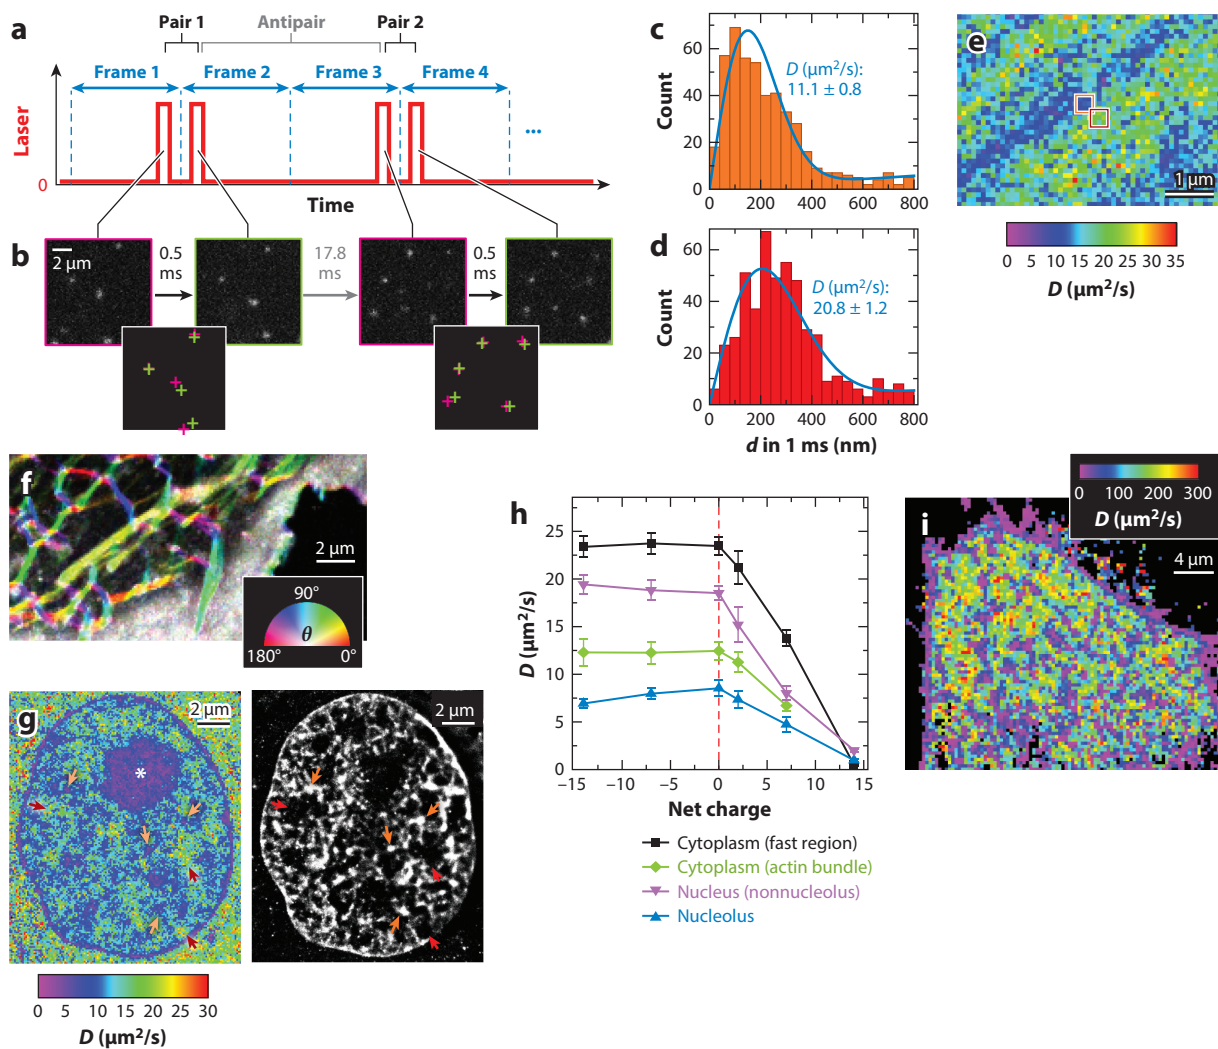 a
Pair 1
Antipair
Pair 2
Frame 1
Frame 2
Frame 3
Frame 4
...
Laser
0
Time
b
2 μm
0.5
ms
17.8
ms
0.5
ms
c
Count
60
40
20
0
D (μm²/s):
11.1 ± 0.8
0
200
400
600
800
d
Count
60
40
20
0
D (μm²/s):
20.8 ± 1.2
0
200
400
600
800
d in 1 ms (nm)
e
1 μm
0 5 10 15 20 25 30 35
D (μm²/s)
f
2 μm
90°
θ
180°
0°
g
2 μm
*
2 μm
0 5 10 15 20 25 30
D (μm²/s)
h
D (μm²/s)
25
20
15
10
5
0
−15 −10 −5 0 5 10 15
Net charge
Cytoplasm (fast region)
Cytoplasm (actin bundle)
Nucleus (nonnucleolus)
Nucleolus
0 100 200 300
D (μm²/s)
i
4 μm